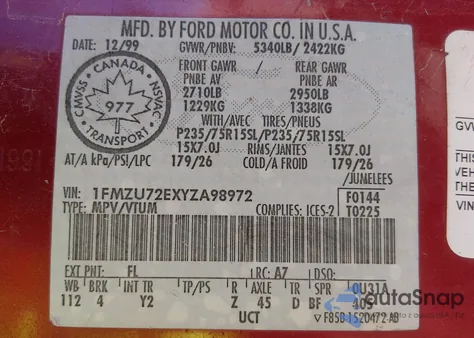 MFD. BY FORD MOTOR CO. IN U.S.A.
DATE: 12/99
GVWR/PNBV: 5340LB/ 2422KG
CANADA
CMVSS NSVAC
977
TRANSPORT
FRONT GAWR REAR GAWR
PNBE AV PNBE AR
2710LB 2950LB
1229KG 1338KG
WITH/AVEC TIRES/PNEUS
P235/75R15SL/P235/75R15SL
15X7.0J RIMS/JANTES 15X7.0J
AT/A kPa/PSI/LPC 179/26 COLD/A FROID 179/26
/JUMELEES
VIN: 1FMZU72EXYZA98972
F0144
TYPE: MPV/VTUM COMPLIES: ICES-2 T0225
EXT PNT: FL RC: A7 DSO:
WB BRK INT TR TP/PS R AXLE TR SPR 0U31A
112 4 Y2 Z 45 D BF 405
UCT F85B 1520472 AB
autoSnap
GVW
THIS
VEH
THE
VIN